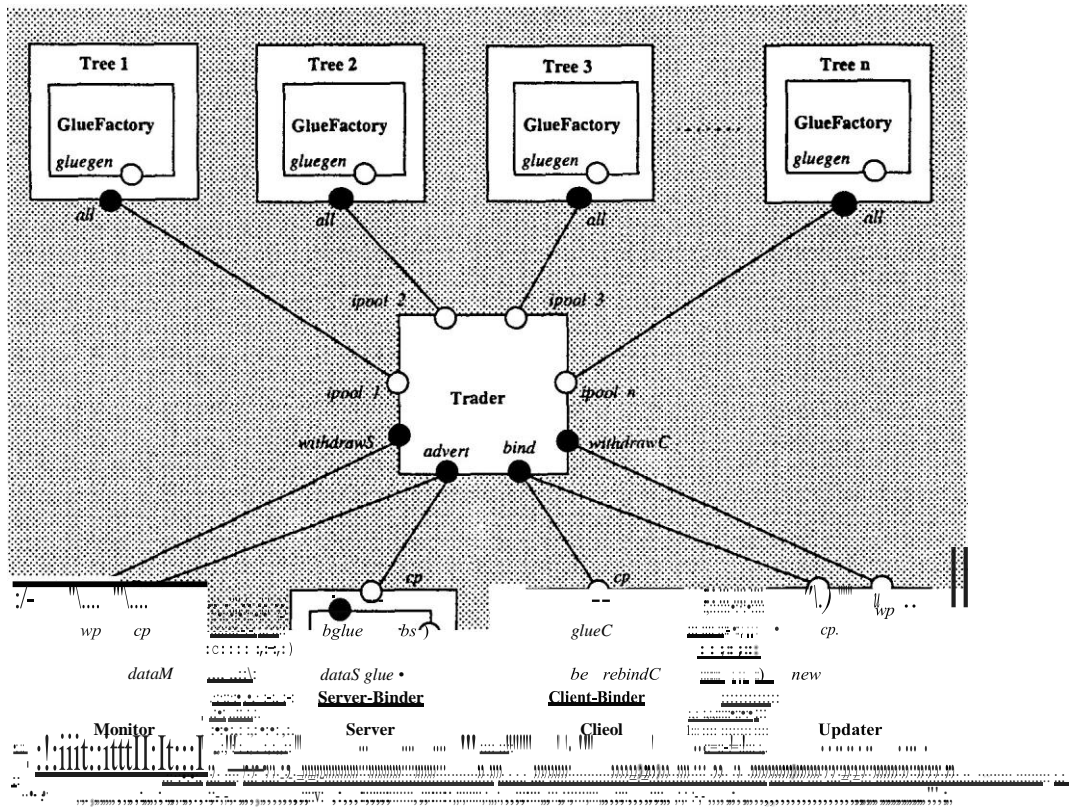 Tree 1 Tree 2 Tree 3 Tree n
GlueFactory GlueFactory GlueFactory GlueFactory
gluegen gluegen gluegen gluegen
all all all all
ipool 2 ipool 3
ipool 1 Trader ipool n
withdrawS withdrawC
advert bind
cp cp
wp
wp cp bglue bs glueC cp.
dataM dataS glue • be rebindC new
Server-Binder Client-Binder
Monitor Server Clieol Updater